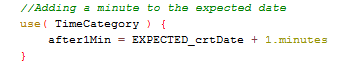 //Adding a minute to the expected date
use( TimeCategory ) {
    after1Min = EXPECTED_crtDate + 1.minutes
}